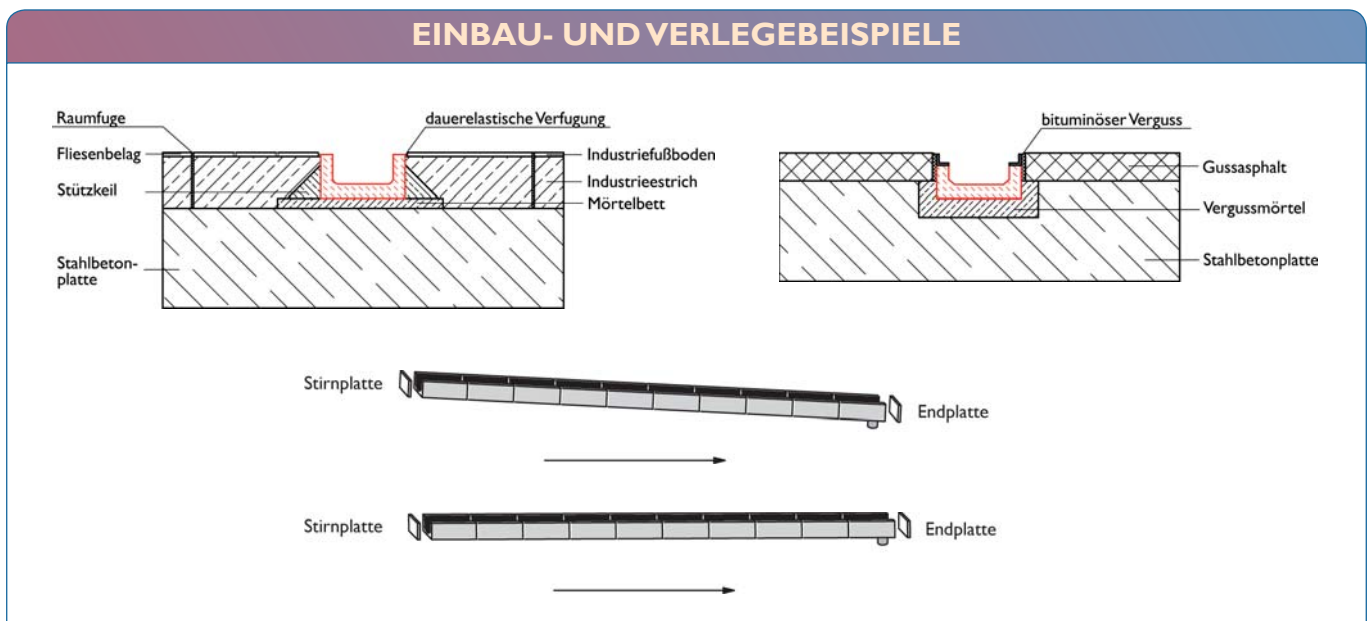 EINBAU- UND VERLEGEBEISPIELE
Raumfuge
Fliesenbelag
Stützkeil
Stahlbeton-
platte
dauerelastische Verfugung
Industriefußboden
Industrieestrich
Mörtelbett
bituminöser Verguss
Gussasphalt
Vergussmörtel
Stahlbetonplatte
Stirnplatte
Endplatte
Stirnplatte
Endplatte